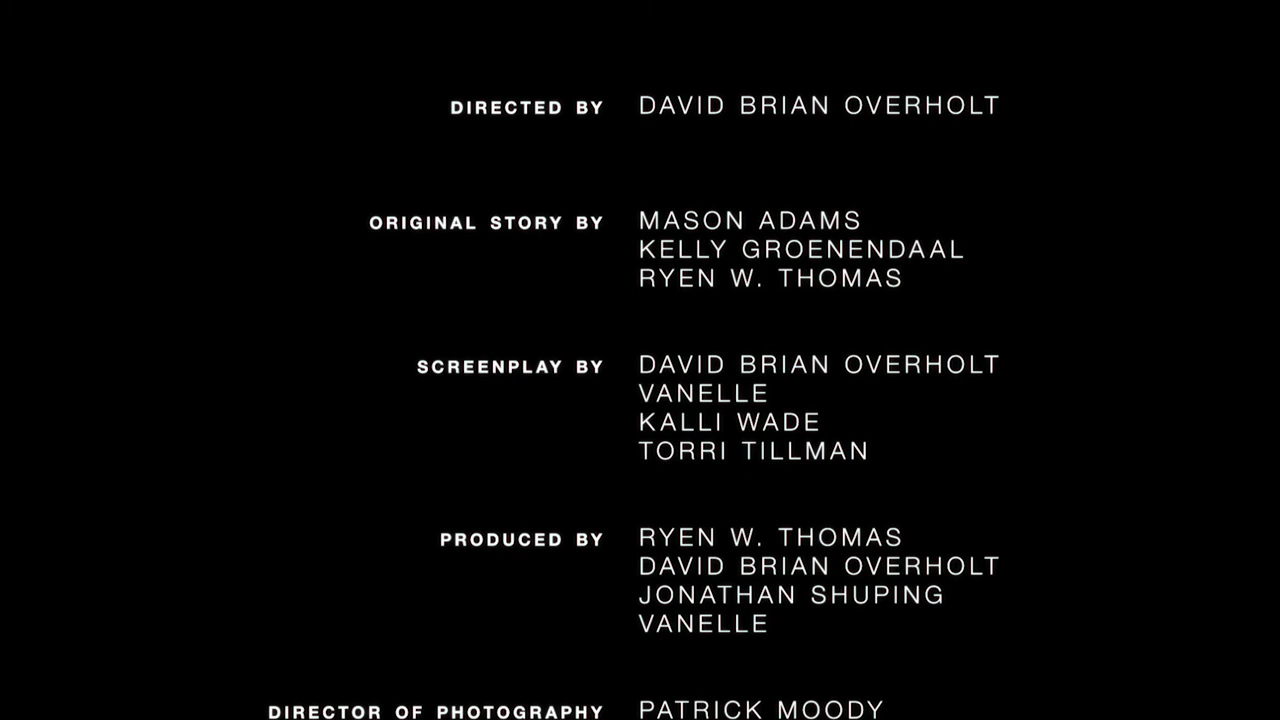 DIRECTED BY DAVID BRIAN OVERHOLT
ORIGINAL STORY BY MASON ADAMS
KELLY GROENENDAAL
RYEN W. THOMAS
SCREENPLAY BY DAVID BRIAN OVERHOLT
VANELLE
KALLI WADE
TORRI TILLMAN
PRODUCED BY RYEN W. THOMAS
DAVID BRIAN OVERHOLT
JONATHAN SHUPING
VANELLE
DIRECTOR OF PHOTOGRAPHY PATRICK MOODY